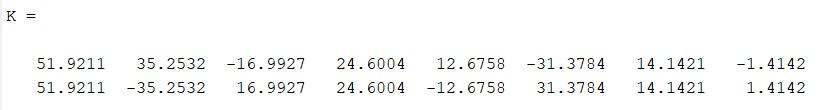 K =
51.9211 35.2532 -16.9927 24.6004 12.6758 -31.3784 14.1421 -1.4142
51.9211 -35.2532 16.9927 24.6004 -12.6758 31.3784 14.1421 1.4142